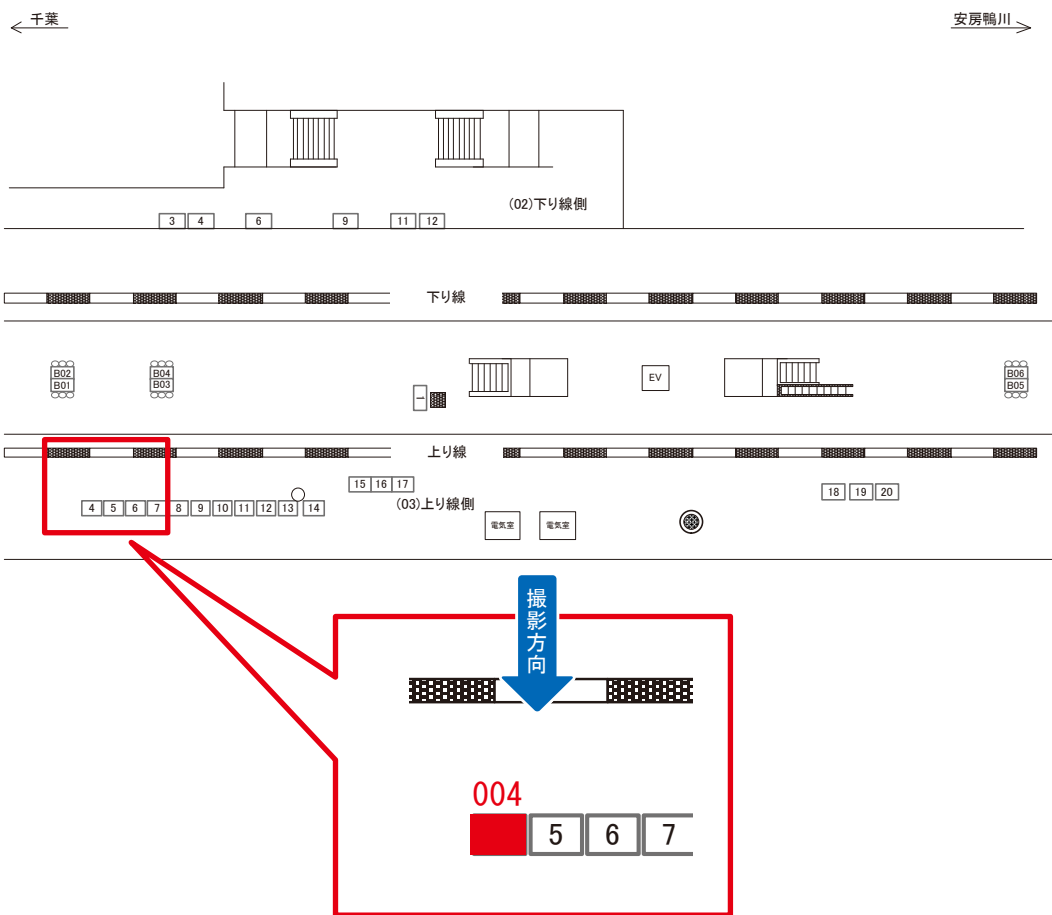 千葉
安房鴨川
(02)下り線側
3 4 6 9 11 12
下り線
B02 B04 B06
B01 B03 B05
EV
1
上り線
15 16 17
18 19 20
(03)上り線側
4 5 6 7 8 9 10 11 12 13 14
電気室 電気室
撮影方向
004
5 6 7